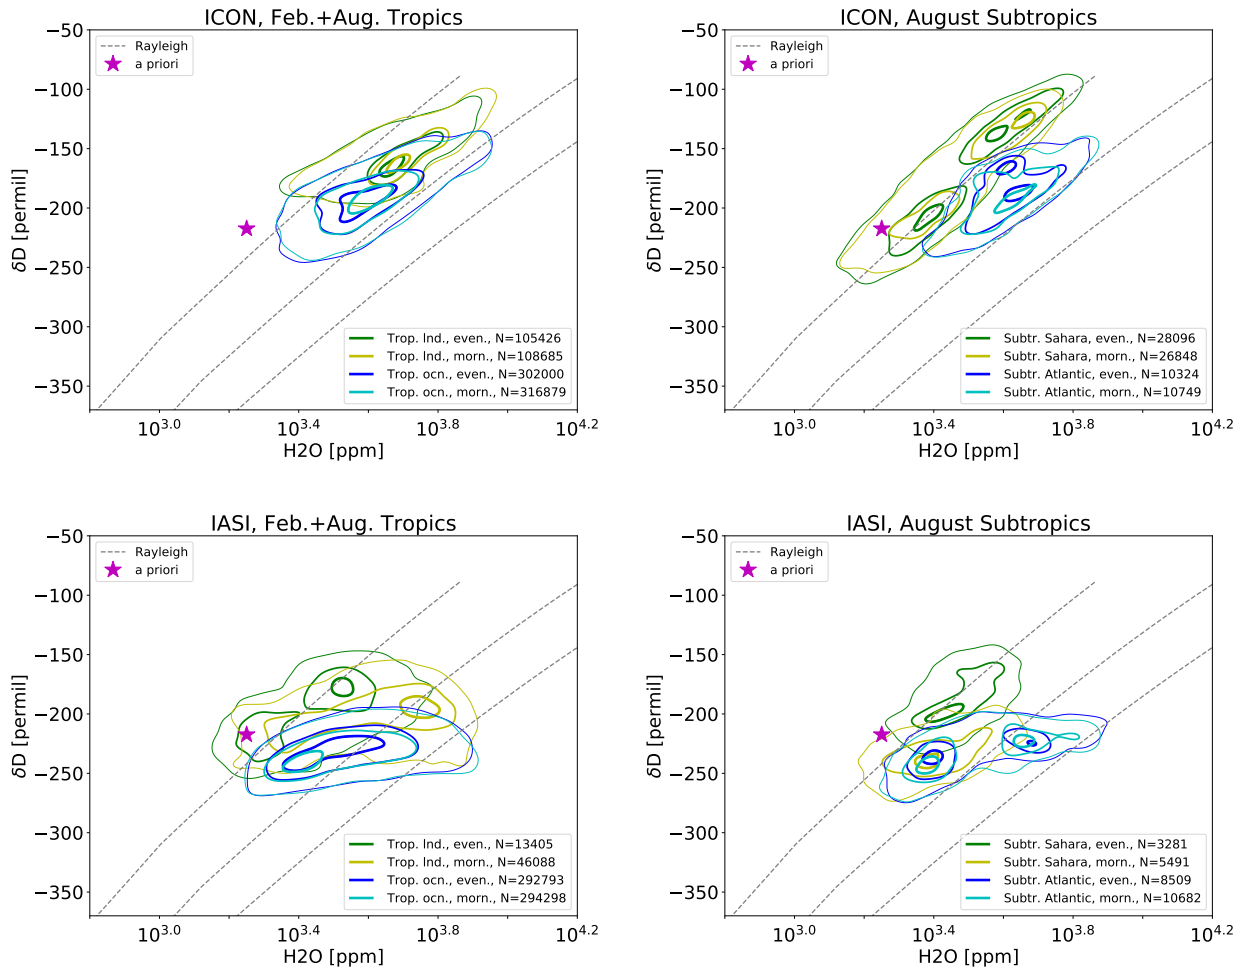 ICON, Feb.+Aug. Tropics
−50
−100
−150
−200
−250
−300
−350
δD [permil]
Rayleigh
a priori
Trop. lnd., even., N=105426
Trop. lnd., morn., N=108685
Trop. ocn., even., N=302000
Trop. ocn., morn., N=316879
10^3.0
10^3.4
10^3.8
10^4.2
H2O [ppm]
ICON, August Subtropics
−50
−100
−150
−200
−250
−300
−350
δD [permil]
Rayleigh
a priori
Subtr. Sahara, even., N=28096
Subtr. Sahara, morn., N=26848
Subtr. Atlantic, even., N=10324
Subtr. Atlantic, morn., N=10749
10^3.0
10^3.4
10^3.8
10^4.2
H2O [ppm]
IASI, Feb.+Aug. Tropics
−50
−100
−150
−200
−250
−300
−350
δD [permil]
Rayleigh
a priori
Trop. lnd., even., N=13405
Trop. lnd., morn., N=46088
Trop. ocn., even., N=292793
Trop. ocn., morn., N=294298
10^3.0
10^3.4
10^3.8
10^4.2
H2O [ppm]
IASI, August Subtropics
−50
−100
−150
−200
−250
−300
−350
δD [permil]
Rayleigh
a priori
Subtr. Sahara, even., N=3281
Subtr. Sahara, morn., N=5491
Subtr. Atlantic, even., N=8509
Subtr. Atlantic, morn., N=10682
10^3.0
10^3.4
10^3.8
10^4.2
H2O [ppm]